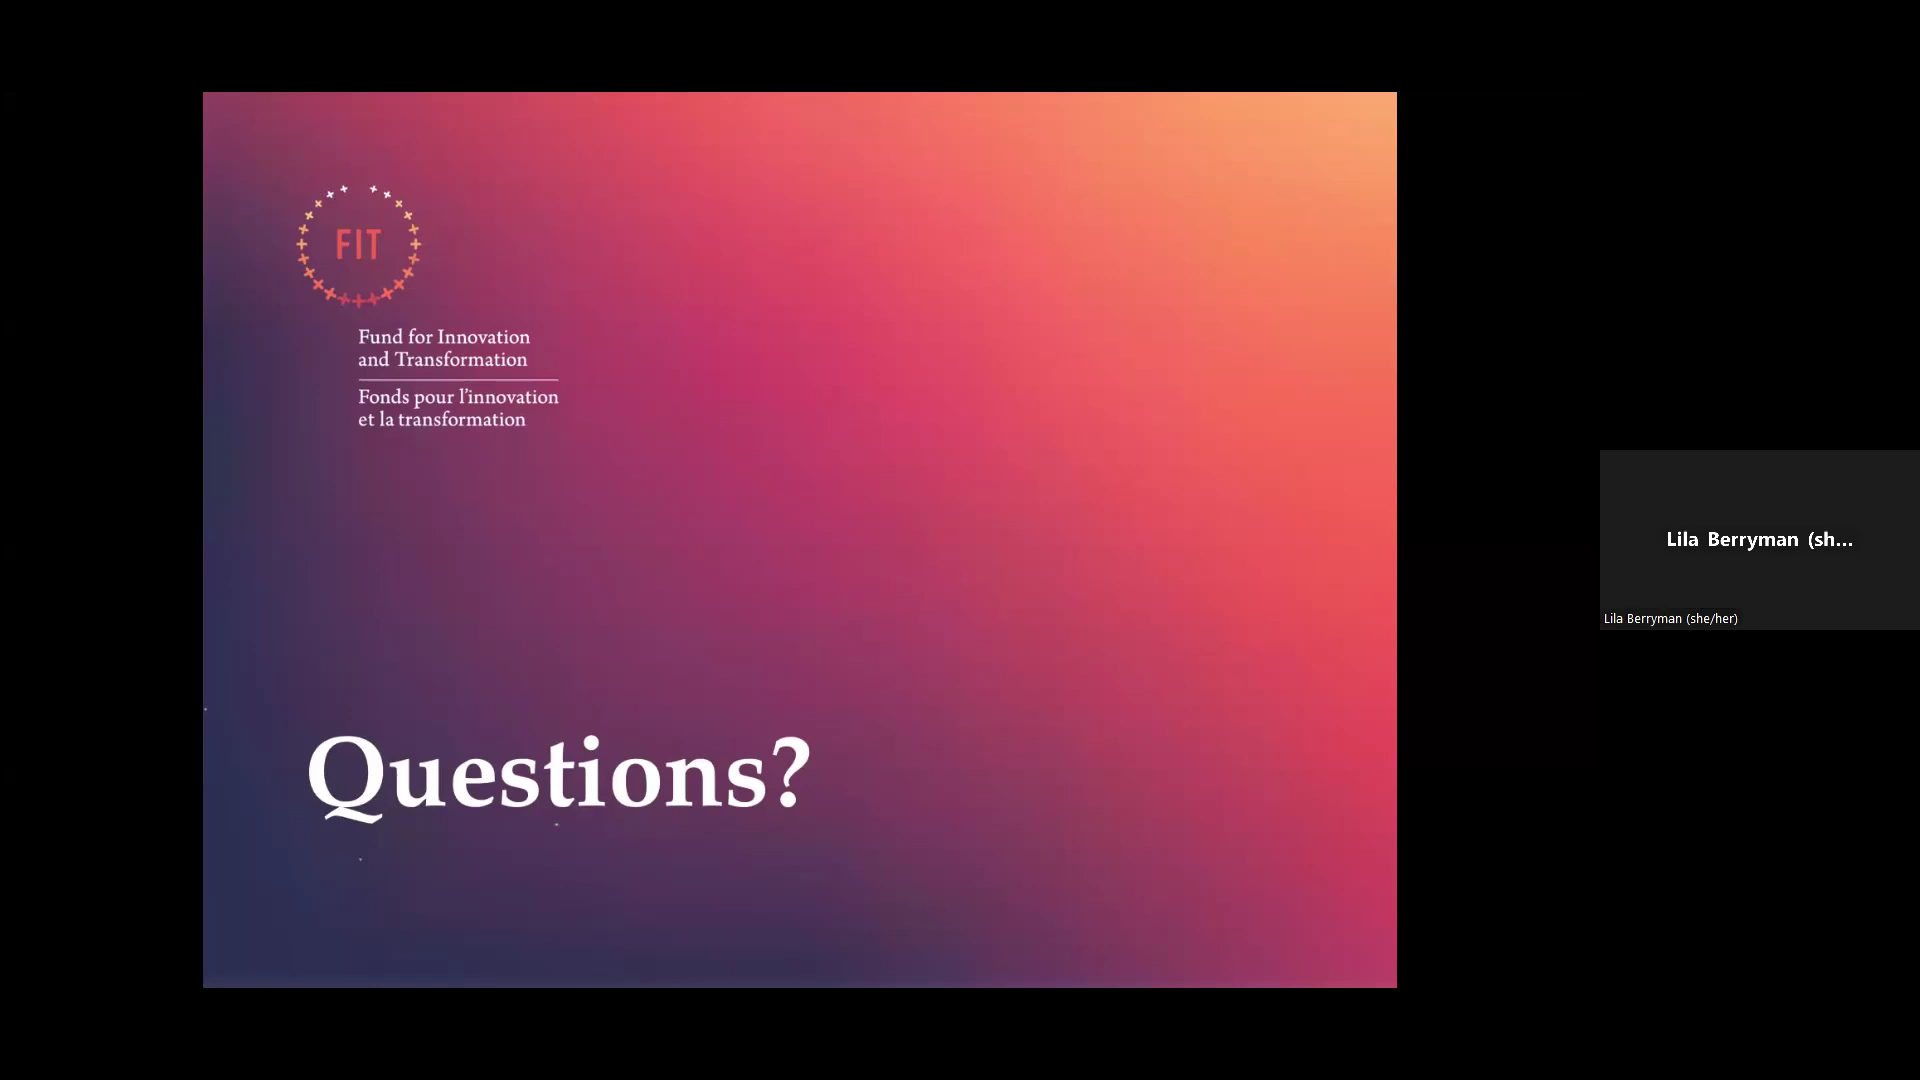 FIT
Fund for Innovation
and Transformation
Fonds pour l’innovation
et la transformation
Questions?
Lila Berryman (sh...
Lila Berryman (she/her)